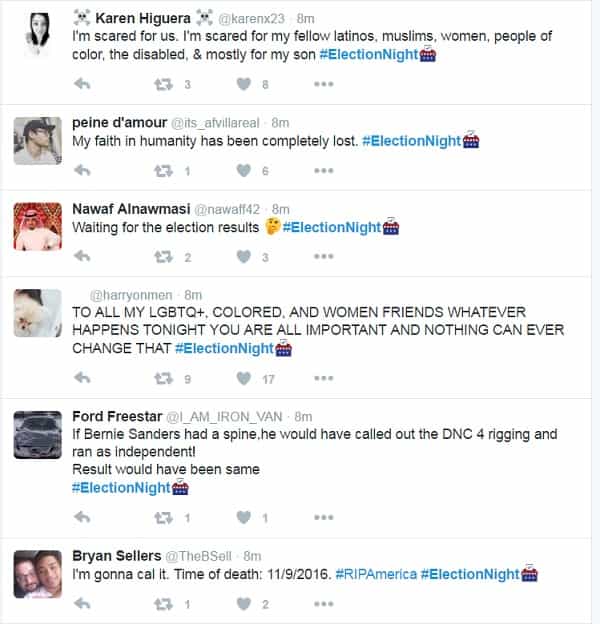 ☠ Karen Higuera ☠ @karenx23 · 8m
I'm scared for us. I'm scared for my fellow latinos, muslims, women, people of
color, the disabled, & mostly for my son #ElectionNight
3 8
peine d'amour @its_afvillareal · 8m
My faith in humanity has been completely lost. #ElectionNight
1 6
Nawaf Alnawmasi @nawaff42 · 8m
Waiting for the election results 🤔#ElectionNight
2 3
@harryonmen · 8m
TO ALL MY LGBTQ+, COLORED, AND WOMEN FRIENDS WHATEVER
HAPPENS TONIGHT YOU ARE ALL IMPORTANT AND NOTHING CAN EVER
CHANGE THAT #ElectionNight
9 17
Ford Freestar @I_AM_IRON_VAN · 8m
If Bernie Sanders had a spine,he would have called out the DNC 4 rigging and
ran as independent!
Result would have been same
#ElectionNight
1 1
Bryan Sellers @TheBSell · 8m
I'm gonna cal it. Time of death: 11/9/2016. #RIPAmerica #ElectionNight
1 2